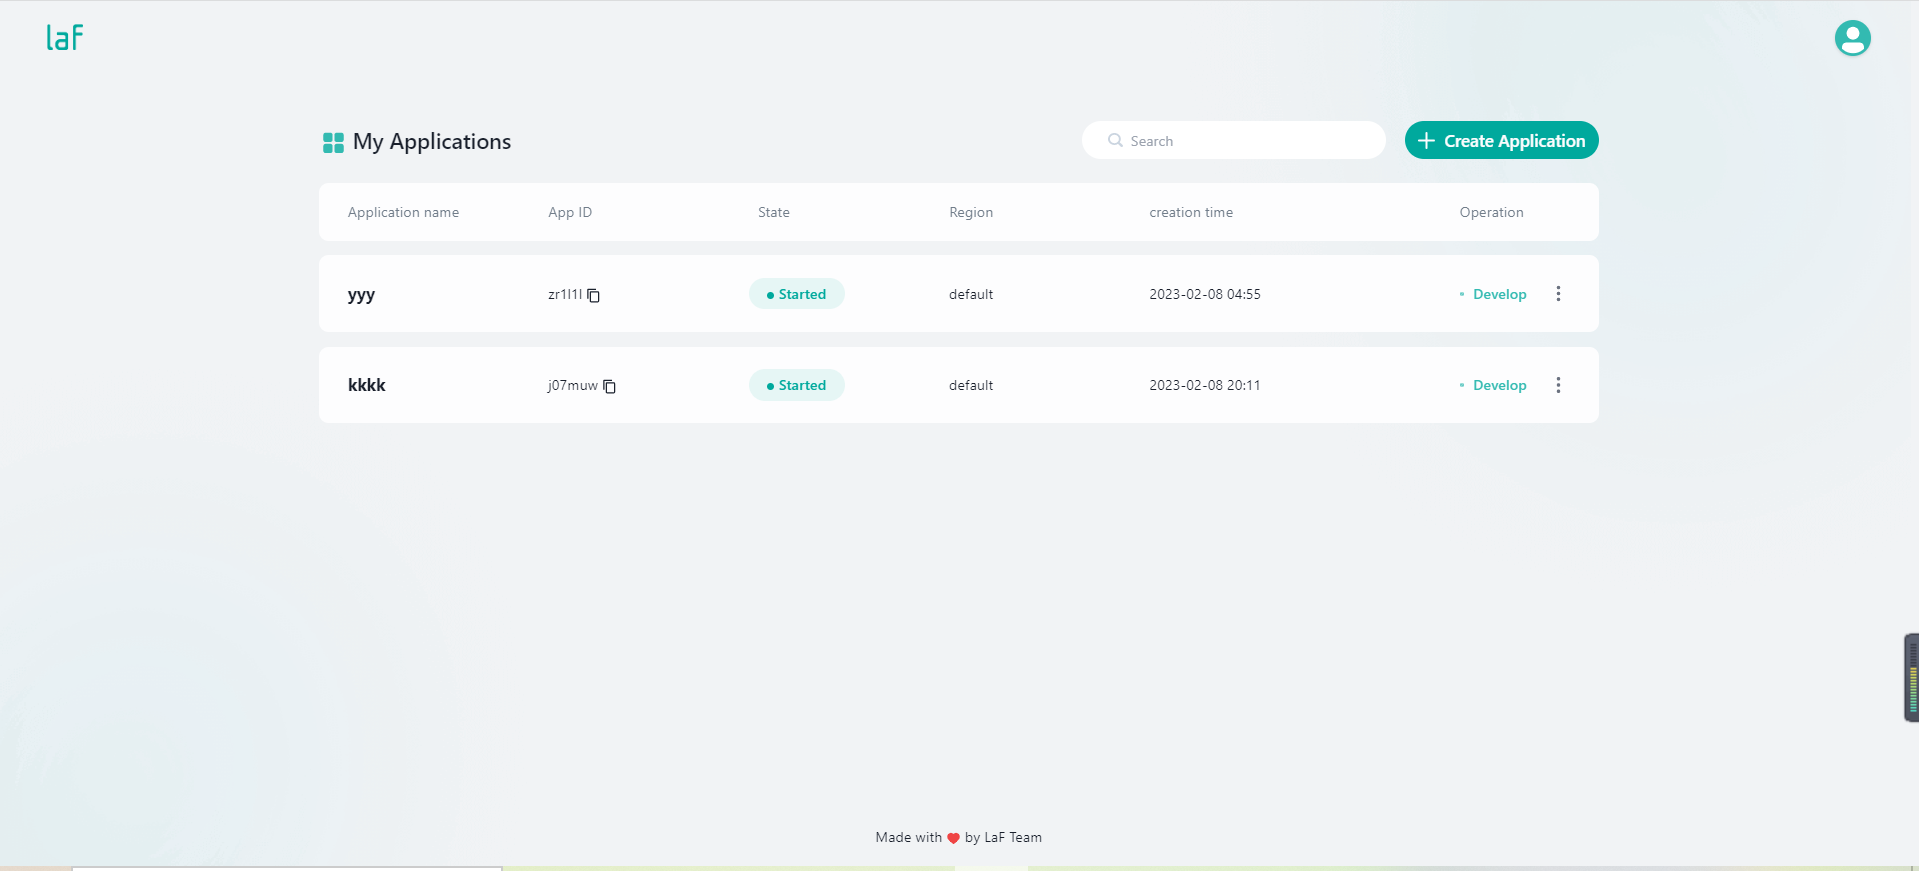 laf
My Applications
Search
Create Application
Application name App ID State Region creation time Operation
yyy zr1l1l Started default 2023-02-08 04:55 Develop
kkkk j07muw Started default 2023-02-08 20:11 Develop
Made with by LaF Team